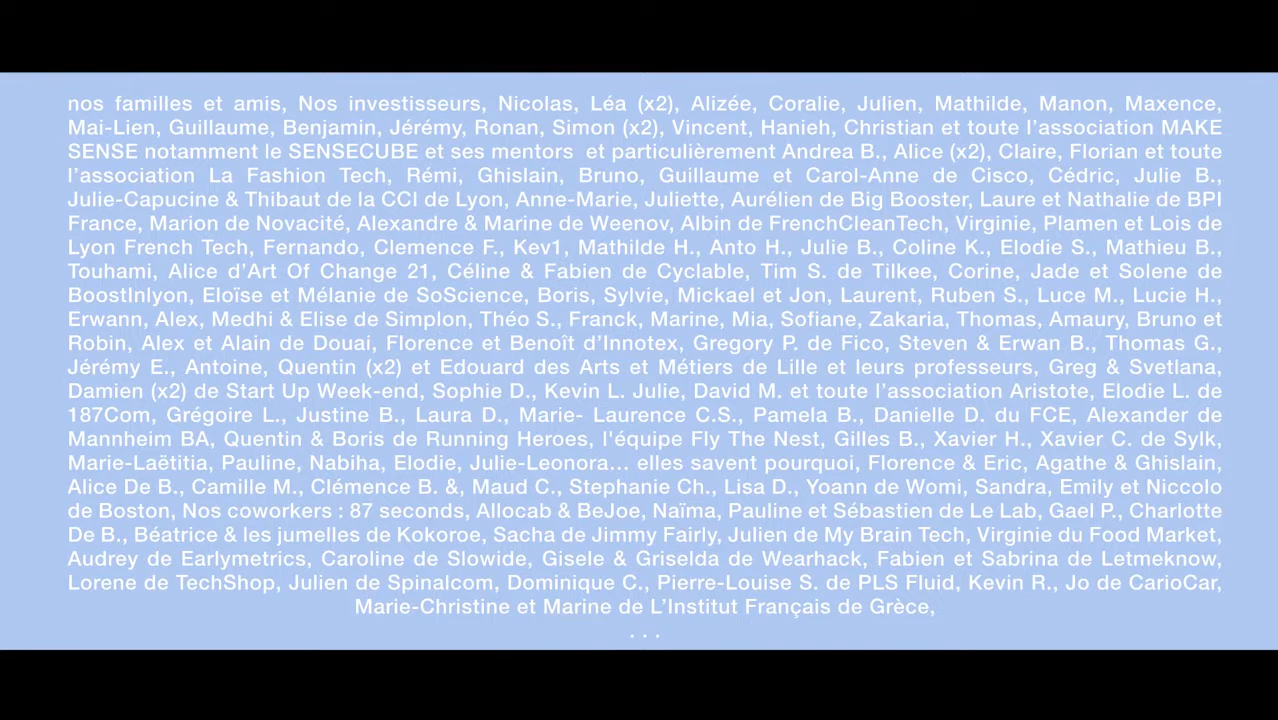 nos familles et amis, Nos investisseurs, Nicolas, Léa (x2), Alizée, Coralie, Julien, Mathilde, Manon, Maxence,
Mai-Lien, Guillaume, Benjamin, Jérémy, Ronan, Simon (x2), Vincent, Hanieh, Christian et toute l’association MAKE
SENSE notamment le SENSECUBE et ses mentors et particulièrement Andrea B., Alice (x2), Claire, Florian et toute
l’association La Fashion Tech, Rémi, Ghislain, Bruno, Guillaume et Carol-Anne de Cisco, Cédric, Julie B.,
Julie-Capucine & Thibaut de la CCI de Lyon, Anne-Marie, Juliette, Aurélien de Big Booster, Laure et Nathalie de BPI
France, Marion de Novacité, Alexandre & Marine de Weenov, Albin de FrenchCleanTech, Virginie, Plamen et Lois de
Lyon French Tech, Fernando, Clemence F., Kev1, Mathilde H., Anto H., Julie B., Coline K., Elodie S., Mathieu B.,
Touhami, Alice d’Art Of Change 21, Céline & Fabien de Cyclable, Tim S. de Tilkee, Corine, Jade et Solene de
BoostInlyon, Eloïse et Mélanie de SoScience, Boris, Sylvie, Mickael et Jon, Laurent, Ruben S., Luce M., Lucie H.,
Erwann, Alex, Medhi & Elise de Simplon, Théo S., Franck, Marine, Mia, Sofiane, Zakaria, Thomas, Amaury, Bruno et
Robin, Alex et Alain de Douai, Florence et Benoît d’Innotex, Gregory P. de Fico, Steven & Erwan B., Thomas G.,
Jérémy E., Antoine, Quentin (x2) et Edouard des Arts et Métiers de Lille et leurs professeurs, Greg & Svetlana,
Damien (x2) de Start Up Week-end, Sophie D., Kevin L. Julie, David M. et toute l’association Aristote, Elodie L. de
187Com, Grégoire L., Justine B., Laura D., Marie- Laurence C.S., Pamela B., Danielle D. du FCE, Alexander de
Mannheim BA, Quentin & Boris de Running Heroes, l'équipe Fly The Nest, Gilles B., Xavier H., Xavier C. de Sylk,
Marie-Laëtitia, Pauline, Nabiha, Elodie, Julie-Leonora… elles savent pourquoi, Florence & Eric, Agathe & Ghislain,
Alice De B., Camille M., Clémence B. &, Maud C., Stephanie Ch., Lisa D., Yoann de Womi, Sandra, Emily et Niccolo
de Boston, Nos coworkers : 87 seconds, Allocab & BeJoe, Naïma, Pauline et Sébastien de Le Lab, Gael P., Charlotte
De B., Béatrice & les jumelles de Kokoroe, Sacha de Jimmy Fairly, Julien de My Brain Tech, Virginie du Food Market,
Audrey de Earlymetrics, Caroline de Slowide, Gisele & Griselda de Wearhack, Fabien et Sabrina de Letmeknow,
Lorene de TechShop, Julien de Spinalcom, Dominique C., Pierre-Louise S. de PLS Fluid, Kevin R., Jo de CarioCar,
Marie-Christine et Marine de L’Institut Français de Grèce,
. . .